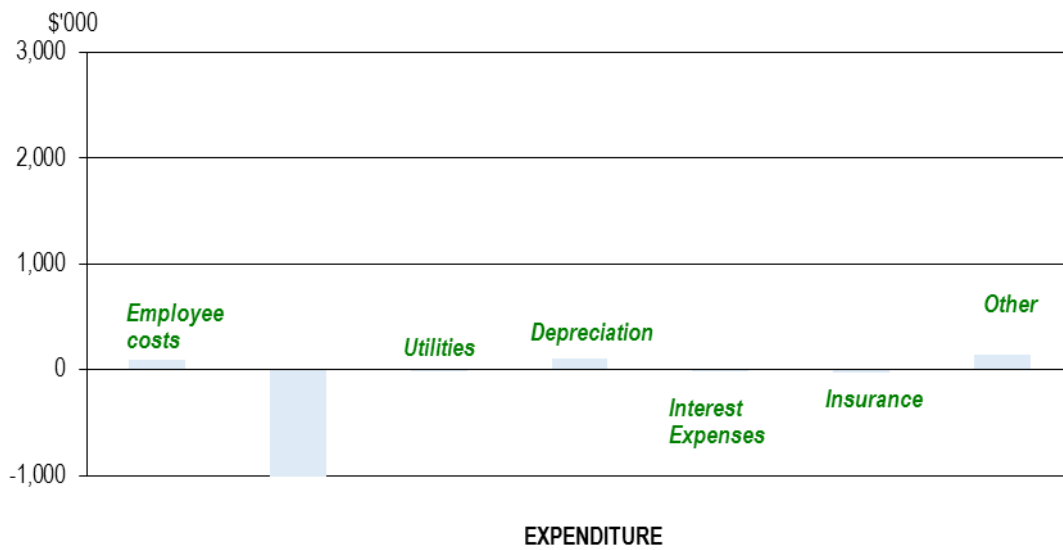 $'000
3,000
2,000
1,000
Employee
costs
Utilities
Depreciation
Other
0
Interest
Expenses
Insurance
-1,000
EXPENDITURE